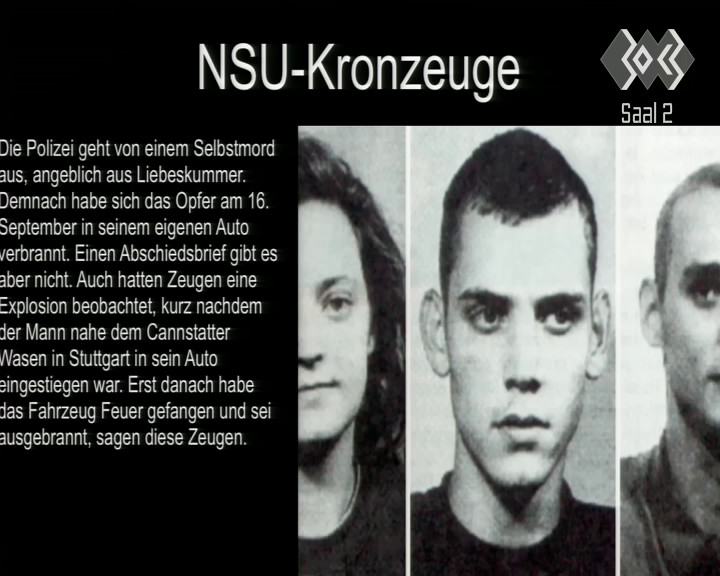 NSU-Kronzeuge
Saal 2
Die Polizei geht von einem Selbstmord
aus, angeblich aus Liebeskummer.
Demnach habe sich das Opfer am 16.
September in seinem eigenen Auto
verbrannt. Einen Abschiedsbrief gibt es
aber nicht. Auch hatten Zeugen eine
Explosion beobachtet, kurz nachdem
der Mann nahe dem Cannstatter
Wasen in Stuttgart in sein Auto
eingestiegen war. Erst danach habe
das Fahrzeug Feuer gefangen und sei
ausgebrannt, sagen diese Zeugen.